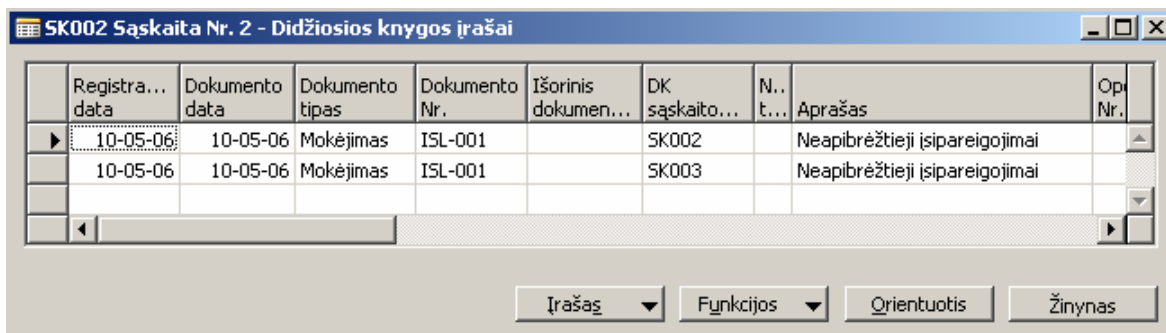 SK002 Sąskaita Nr. 2 - Didžiosios knygos įrašai
Registra... data Dokumento data Dokumento tipas Dokumento Nr. Išorinis dokumen... DK sąskaito... N... t... Aprašas Nr.
10-05-06 10-05-06 Mokėjimas ISL-001 SK002 Neapibrėžtieji įsipareigojimai
10-05-06 10-05-06 Mokėjimas ISL-001 SK003 Neapibrėžtieji įsipareigojimai
Įrašas Funkcijos Orientuotis Žinynas